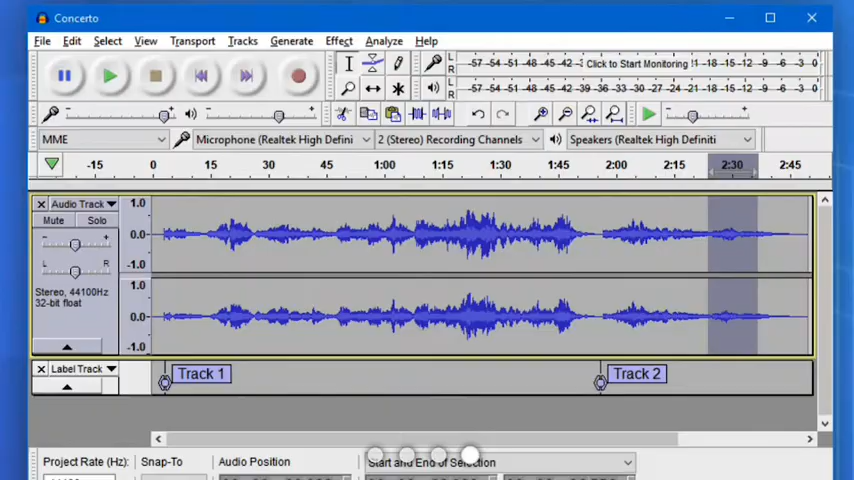 Concerto
File Edit Select View Transport Tracks Generate Effect Analyze Help
L R -57 -54 -51 -48 -45 -42 -3 Click to Start Monitoring !1 -18 -15 -12 -9 -6 -3 0
L R -57 -54 -51 -48 -45 -42 -39 -36 -33 -30 -27 -24 -21 -18 -15 -12 -9 -6 -3 0
MME Microphone (Realtek High Defini 2 (Stereo) Recording Channels Speakers (Realtek High Definiti
-15 0 15 30 45 1:00 1:15 1:30 1:45 2:00 2:15 2:30 2:45
Audio Track 1.0
Mute Solo
0.0
- +
-1.0
L R
1.0
Stereo, 44100Hz
32-bit float
0.0
-1.0
Label Track Track 1 Track 2
Project Rate (Hz): Snap-To Audio Position Start and End of Selection